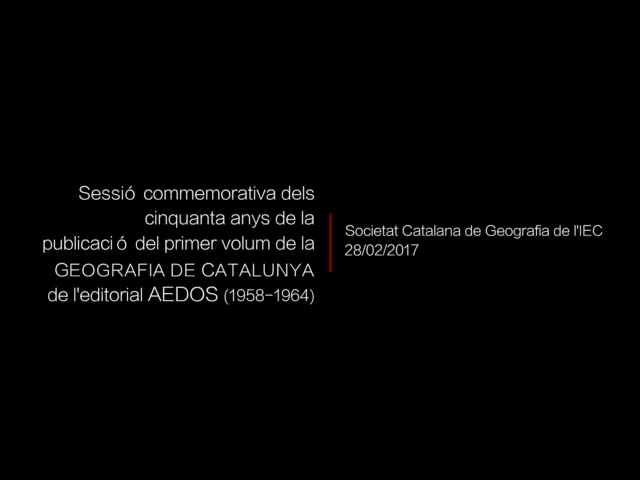 Sessió commemorativa dels
cinquanta anys de la
publicació del primer volum de la
GEOGRAFIA DE CATALUNYA
de l'editorial AEDOS (1958-1964)
Societat Catalana de Geografia de l'IEC
28/02/2017